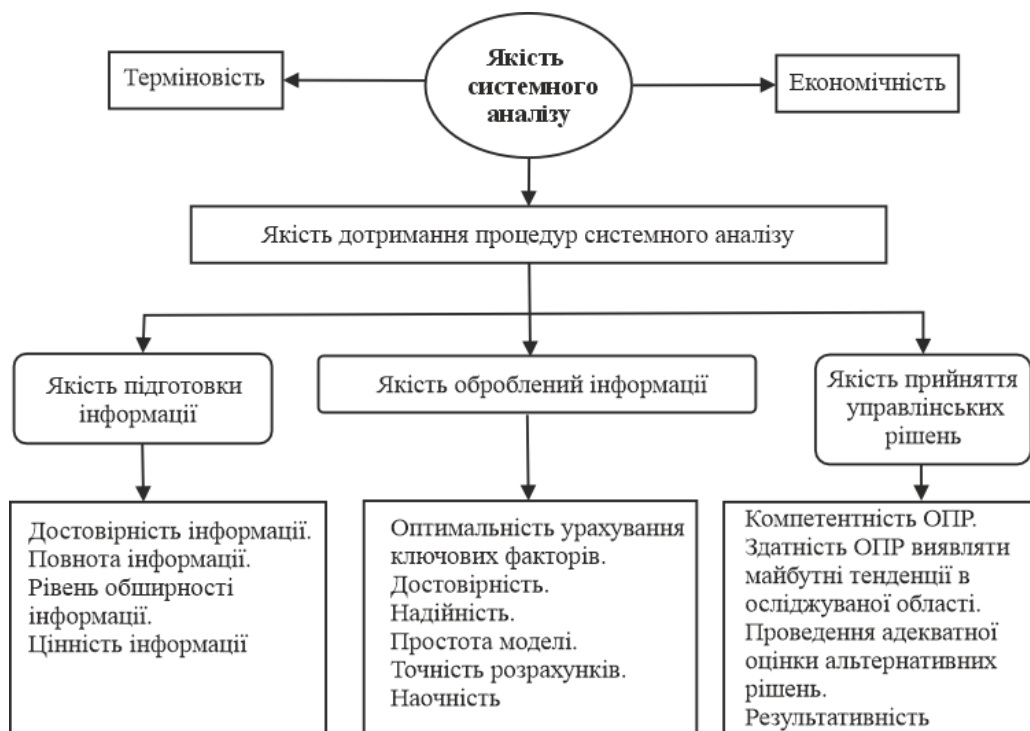 Якість
системного
аналізу
Терміновість
Економічність
Якість дотримання процедур системного аналізу
Якість підготовки
інформації
Якість оброблений інформації
Якість прийняття
управлінських
рішень
Достовірність інформації.
Повнота інформації.
Рівень обширності
інформації.
Цінність інформації
Оптимальність урахування
ключових факторів.
Достовірність.
Надійність.
Простота моделі.
Точність розрахунків.
Наочність
Компетентність ОПР.
Здатність ОПР виявляти
майбутні тенденції в
осліджуваної області.
Проведення адекватної
оцінки альтернативних
рішень.
Результативність